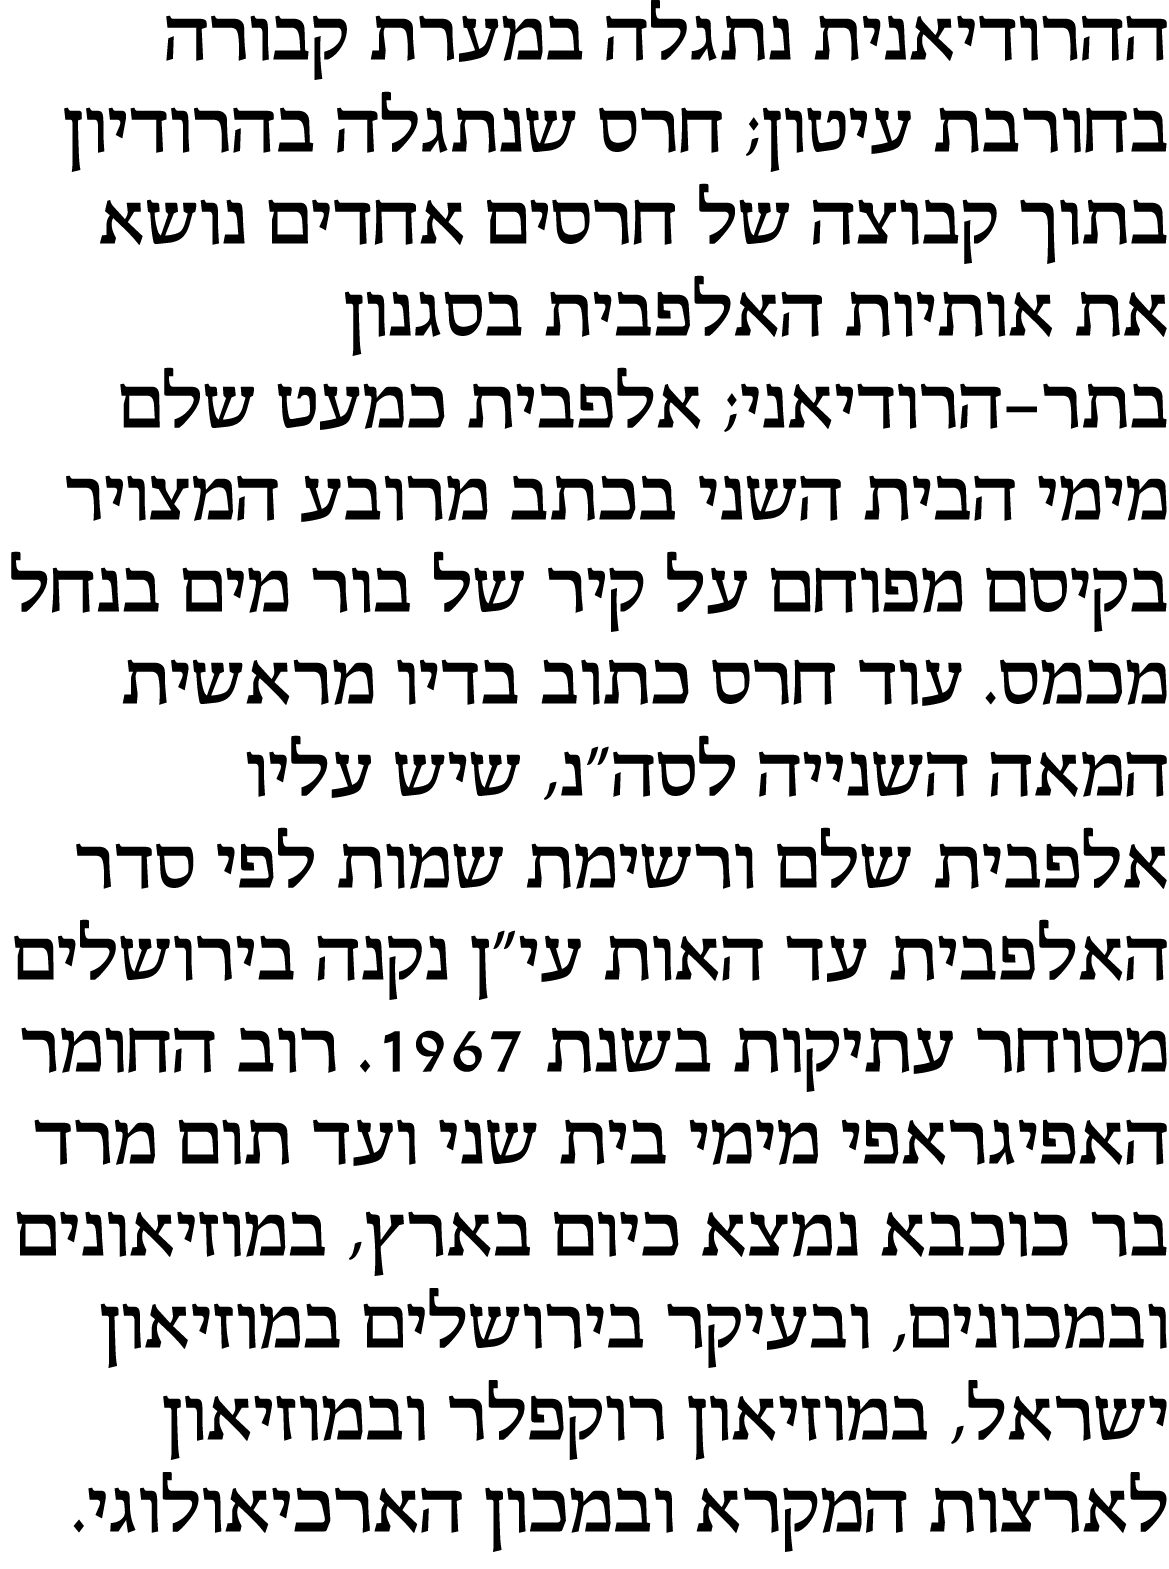 ההרודיאנית נתגלה במערת קבורה
בחורבת עיטון; חרס שנתגלה בהרודיון
בתוך קבוצה של חרסים אחדים נושא
את אותיות האלפבית בסגנון
בתר–הרודיאני; אלפבית כמעט שלם
מימי הבית השני בכתב מרובע המצויר
בקיסם מפוחם על קיר של בור מים בנחל
מכמס. עוד חרס כתוב בדיו מראשית
המאה השנייה לסה״נ, שיש עליו
אלפבית שלם ורשימת שמות לפי סדר
האלפבית עד האות עי״ן נקנה בירושלים
מסוחר עתיקות בשנת 1967. רוב החומר
האפיגראפי מימי בית שני ועד תום מרד
בר כוכבא נמצא כיום בארץ, במוזיאונים
ובמכונים, ובעיקר בירושלים במוזיאון
ישראל, במוזיאון רוקפלר ובמוזיאון
לארצות המקרא ובמכון הארכיאולוגי.